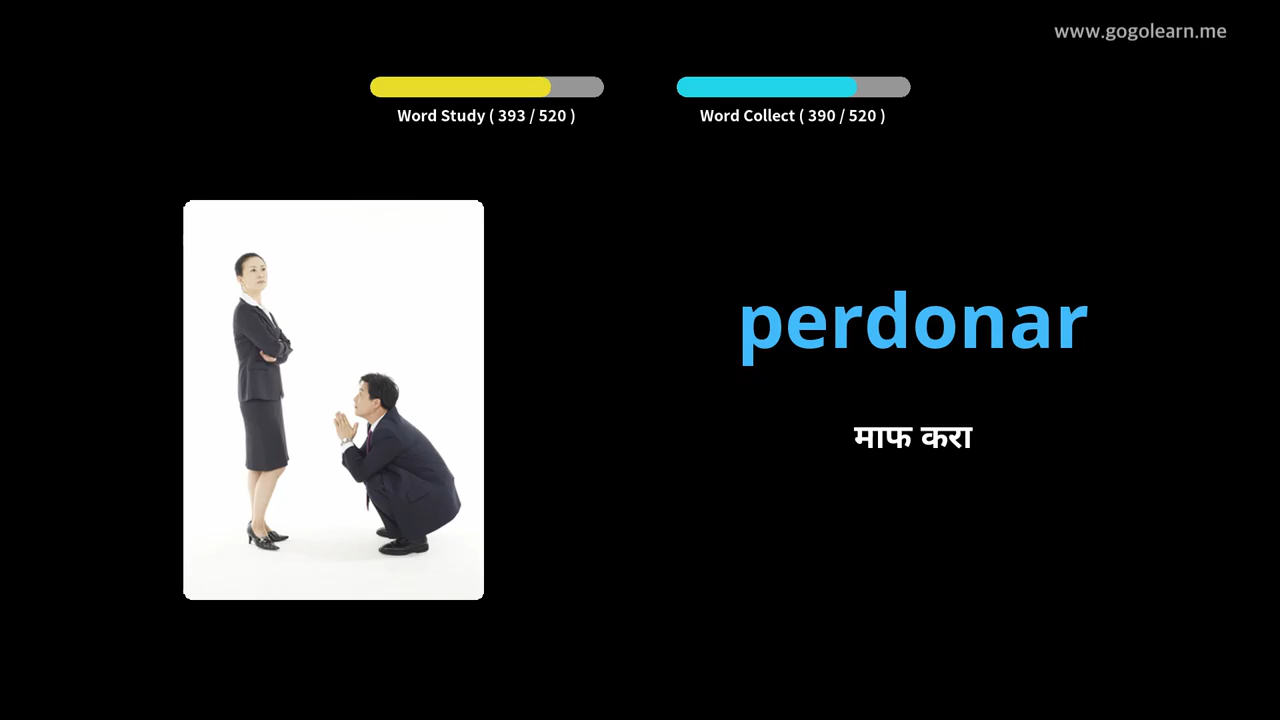 www.gogolearn.me
Word Study ( 393 / 520 )
Word Collect ( 390 / 520 )
perdonar
माफ करा